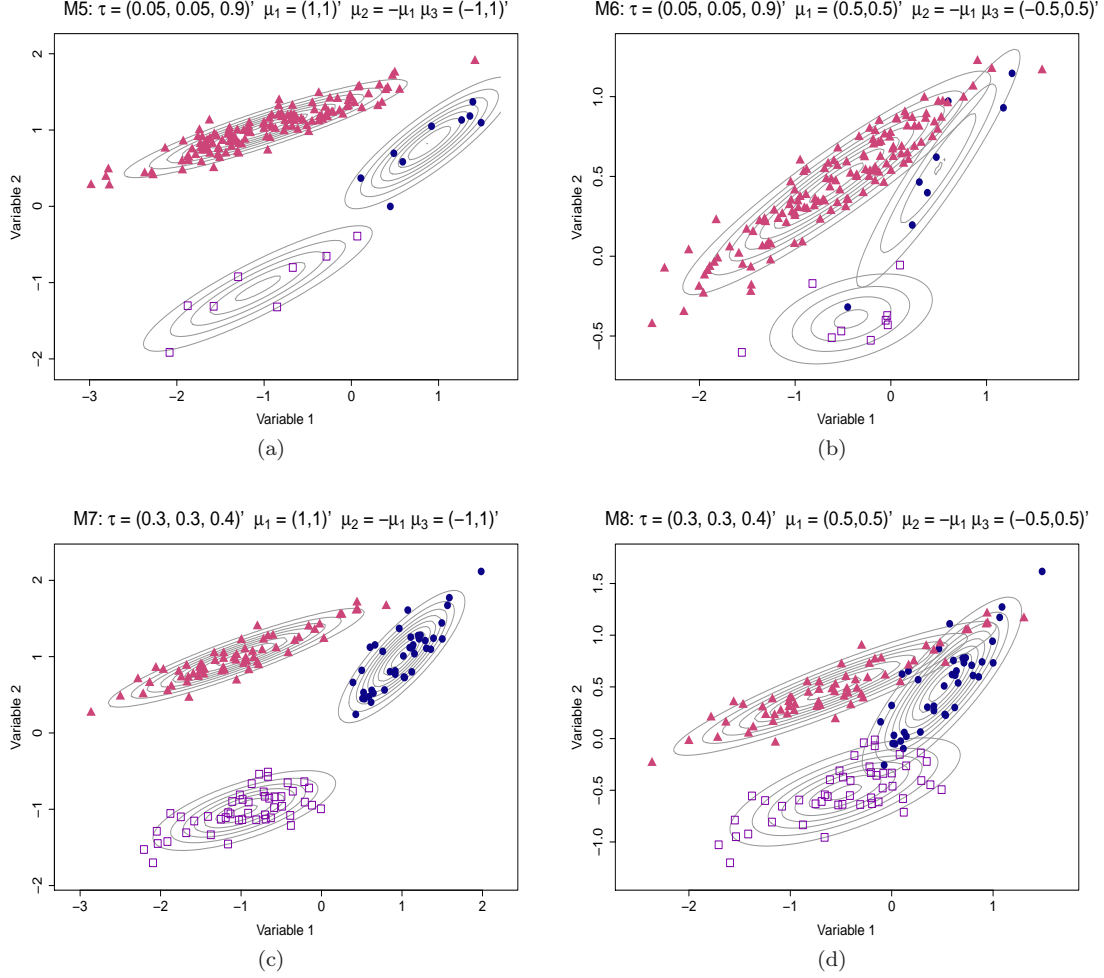 M5: τ = (0.05, 0.05, 0.9)’ μ₁ = (1,1)’ μ₂ = −μ₁ μ₃ = (−1,1)’
M6: τ = (0.05, 0.05, 0.9)’ μ₁ = (0.5,0.5)’ μ₂ = −μ₁ μ₃ = (−0.5,0.5)’
Variable 2
2
1
0
−1
−2
−3
−2
−1
0
1
Variable 1
(a)
Variable 2
1.0
0.5
0.0
−0.5
−2
−1
0
1
Variable 1
(b)
M7: τ = (0.3, 0.3, 0.4)’ μ₁ = (1,1)’ μ₂ = −μ₁ μ₃ = (−1,1)’
M8: τ = (0.3, 0.3, 0.4)’ μ₁ = (0.5,0.5)’ μ₂ = −μ₁ μ₃ = (−0.5,0.5)’
Variable 2
2
1
0
−1
−2
−3
−2
−1
0
1
2
Variable 1
(c)
Variable 2
1.5
1.0
0.5
0.0
−0.5
−1.0
−2
−1
0
1
Variable 1
(d)